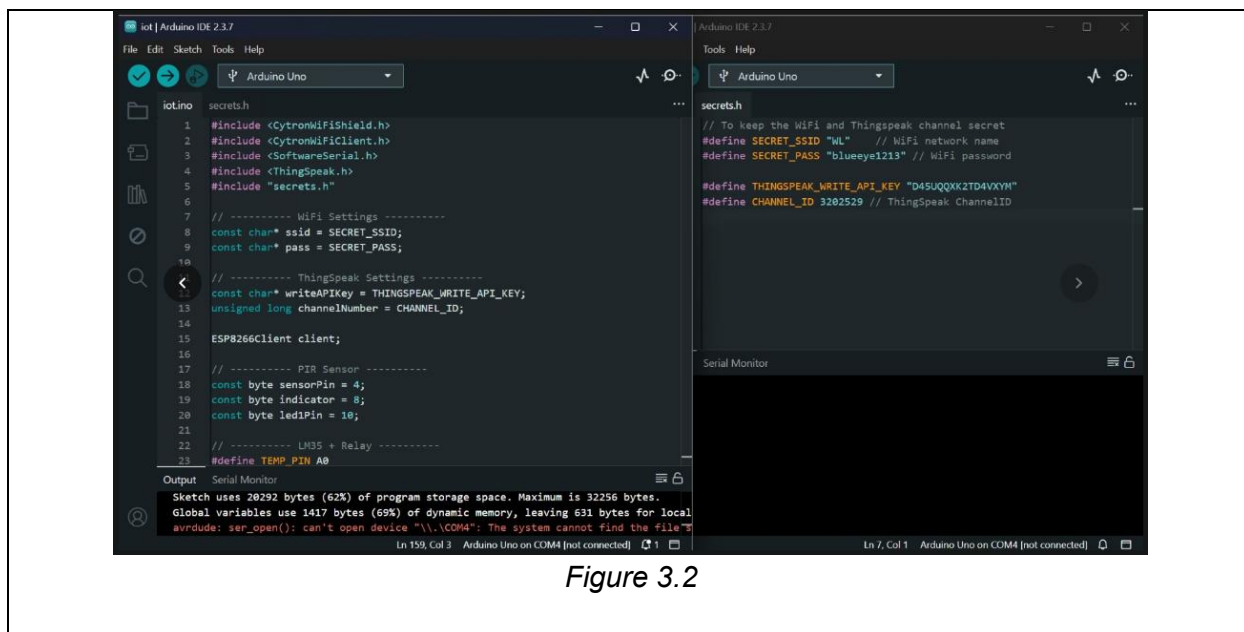 iot | Arduino IDE 2.3.7
File Edit Sketch Tools Help
Arduino Uno
iot.ino secrets.h
1 #include <CytronWiFiShield.h>
2 #include <CytronWiFiClient.h>
3 #include <SoftwareSerial.h>
4 #include <ThingSpeak.h>
5 #include "secrets.h"
6
7 // ---------- WiFi Settings ----------
8 const char* ssid = SECRET_SSID;
9 const char* pass = SECRET_PASS;
10
// ---------- ThingSpeak Settings ----------
12 const char* writeAPIKey = THINGSPEAK_WRITE_API_KEY;
13 unsigned long channelNumber = CHANNEL_ID;
14
15 ESP8266Client client;
16
17 // ---------- PIR Sensor ----------
18 const byte sensorPin = 4;
19 const byte indicator = 8;
20 const byte led1Pin = 10;
21
22 // ---------- LM35 + Relay ----------
23 #define TEMP_PIN A0
Output Serial Monitor
Sketch uses 20292 bytes (62%) of program storage space. Maximum is 32256 bytes.
Global variables use 1417 bytes (69%) of dynamic memory, leaving 631 bytes for local
avrdude: ser_open(): can't open device "\\.\COM4": The system cannot find the file s
Ln 159, Col 3 Arduino Uno on COM4 [not connected] 1
| Arduino IDE 2.3.7
Tools Help
Arduino Uno
secrets.h
// To keep the WiFi and Thingspeak channel secret
#define SECRET_SSID "WL" // WiFi network name
#define SECRET_PASS "blueeye1213" // WiFi password
#define THINGSPEAK_WRITE_API_KEY "D45UQQXK2TD4VXYM"
#define CHANNEL_ID 3202529 // ThingSpeak ChannelID
Serial Monitor
Ln 7, Col 1 Arduino Uno on COM4 [not connected]
Figure 3.2